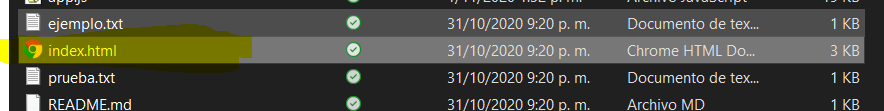 ejemplo.txt 31/10/2020 9:20 p. m. Documento de tex... 1 KB
index.html 31/10/2020 9:20 p. m. Chrome HTML Do... 3 KB
prueba.txt 31/10/2020 9:20 p. m. Documento de tex... 1 KB
README.md 31/10/2020 9:20 p. m. Archivo MD 1 KB